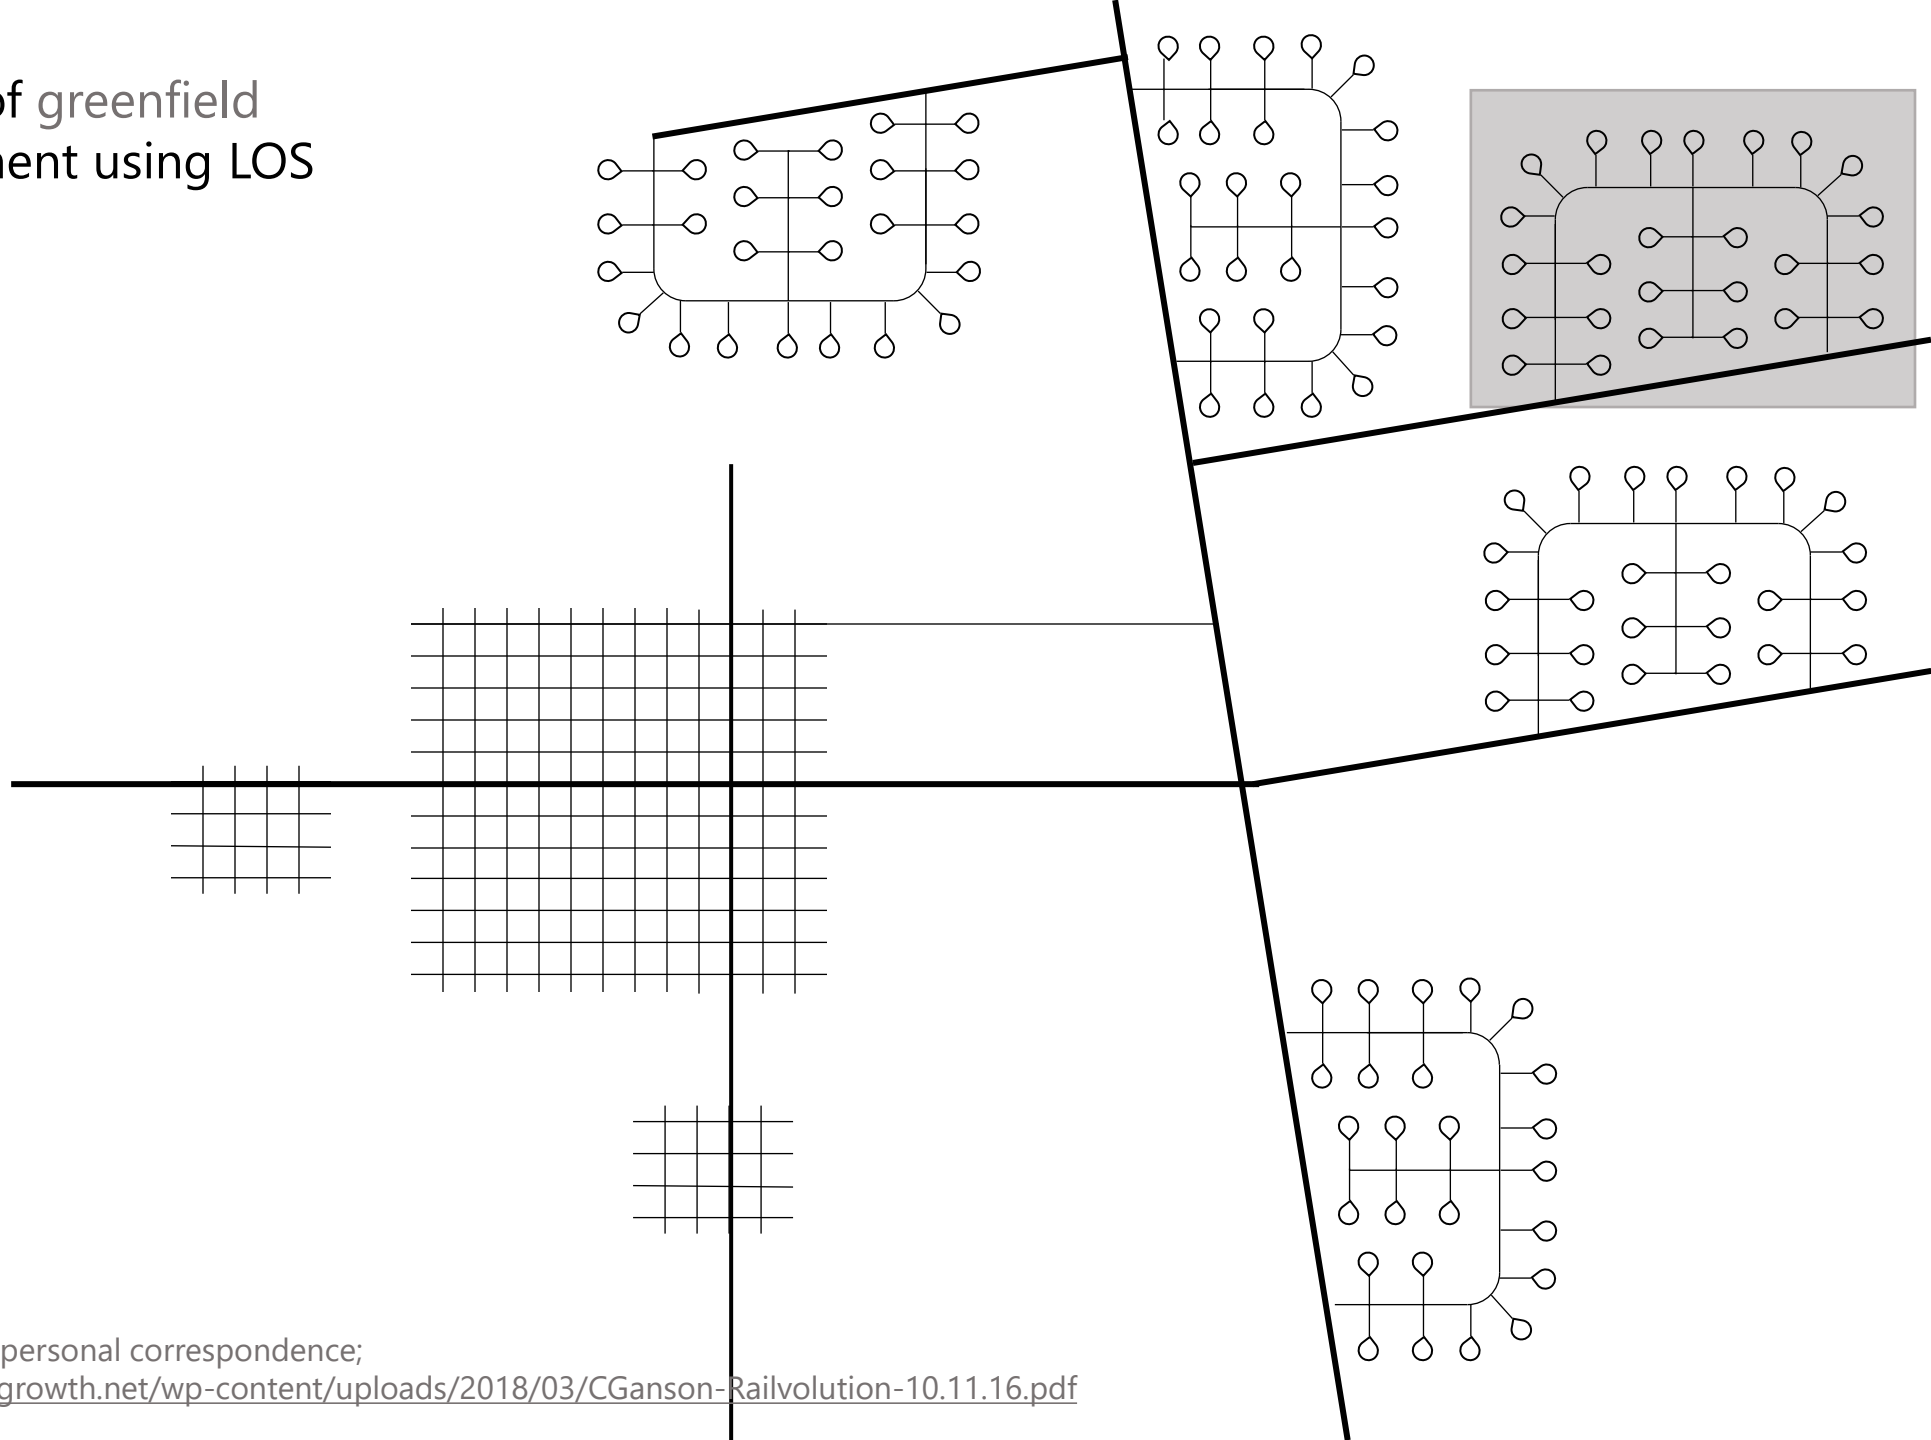 of greenfield
ment using LOS
personal correspondence;
growth.net/wp-content/uploads/2018/03/CGanson-Railvolution-10.11.16.pdf